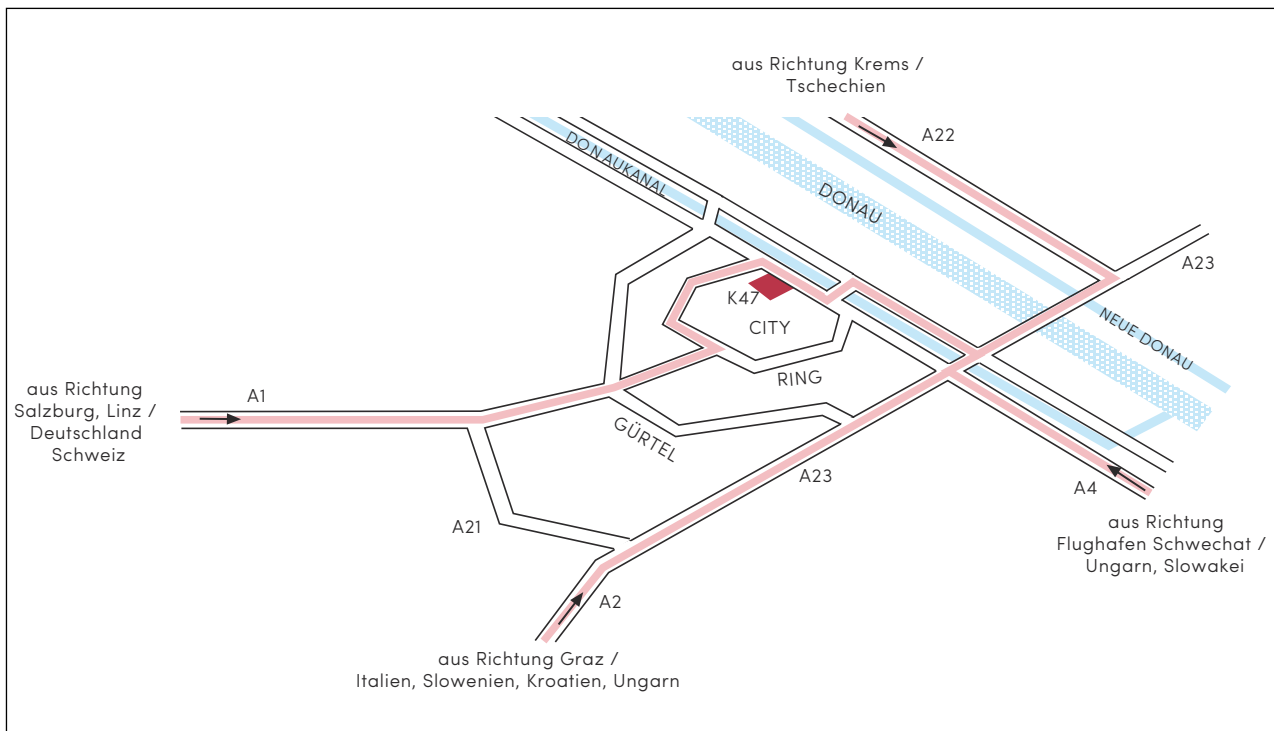 aus Richtung Krems /
Tschechien
A22
DONAUKANAL
DONAU
A23
K47
NEUE DONAU
CITY
RING
aus Richtung
Salzburg, Linz /
Deutschland
Schweiz
A1
GÜRTEL
A23
A4
A21
aus Richtung
Flughafen Schwechat /
Ungarn, Slowakei
A2
aus Richtung Graz /
Italien, Slowenien, Kroatien, Ungarn